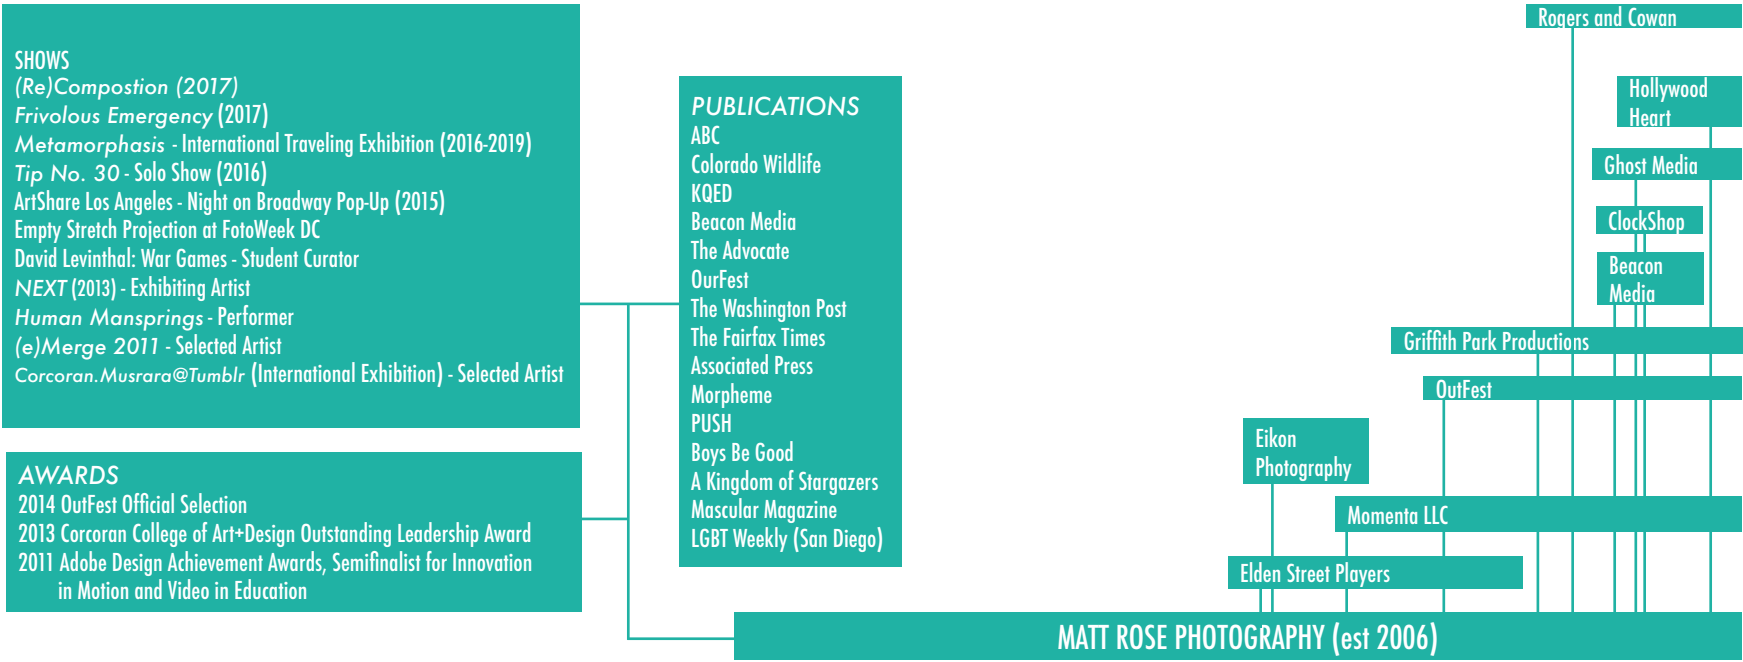 SHOWS
(Re)Compostion (2017)
Frivolous Emergency (2017)
Metamorphasis - International Traveling Exhibition (2016-2019)
Tip No. 30 - Solo Show (2016)
ArtShare Los Angeles - Night on Broadway Pop-Up (2015)
Empty Stretch Projection at FotoWeek DC
David Levinthal: War Games - Student Curator
NEXT (2013) - Exhibiting Artist
Human Mansprings - Performer
(e)Merge 2011 - Selected Artist
Corcoran.Musrara@Tumblr (International Exhibition) - Selected Artist
AWARDS
2014 OutFest Official Selection
2013 Corcoran College of Art+Design Outstanding Leadership Award
2011 Adobe Design Achievement Awards, Semifinalist for Innovation
in Motion and Video in Education
PUBLICATIONS
ABC
Colorado Wildlife
KQED
Beacon Media
The Advocate
OurFest
The Washington Post
The Fairfax Times
Associated Press
Morpheme
PUSH
Boys Be Good
A Kingdom of Stargazers
Mascular Magazine
LGBT Weekly (San Diego)
Rogers and Cowan
Hollywood
Heart
Ghost Media
ClockShop
Beacon
Media
Griffith Park Productions
OutFest
Eikon
Photography
Momenta LLC
Elden Street Players
MATT ROSE PHOTOGRAPHY (est 2006)